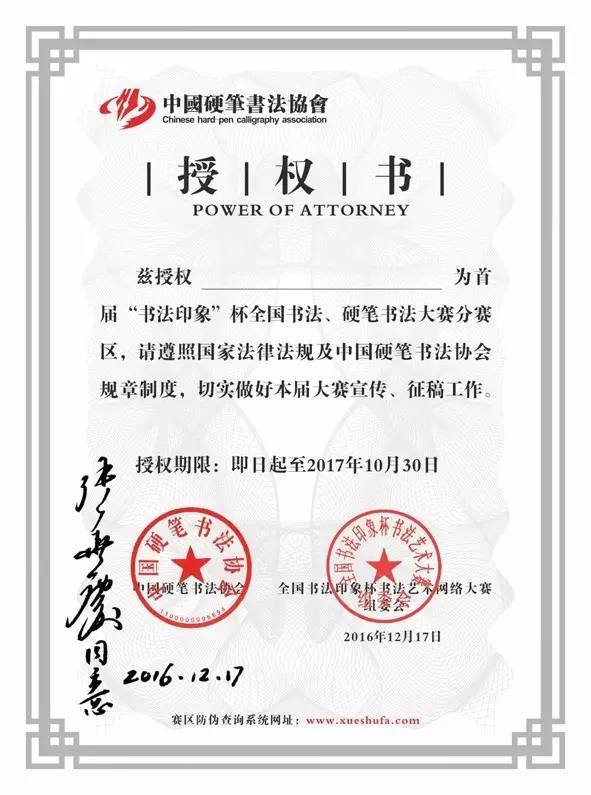 中國硬筆書法協會
Chinese hard-pen calligraphy association
授 权 书
POWER OF ATTORNEY
兹授权 为首
届“书法印象”杯全国书法、硬笔书法大赛分赛
区，请遵照国家法律法规及中国硬笔书法协会
规章制度，切实做好本届大赛宣传、征稿工作。
授权期限：即日起至2017年10月30日
中国硬笔书法协会
中国硬笔书法协会
全国书法印象杯书法艺术大赛
组委会
全国书法印象杯书法艺术网络大赛
组委会
2016年12月17日
张华庆同意
2016.12.17
赛区防伪查询系统网址：www.xueshufa.com